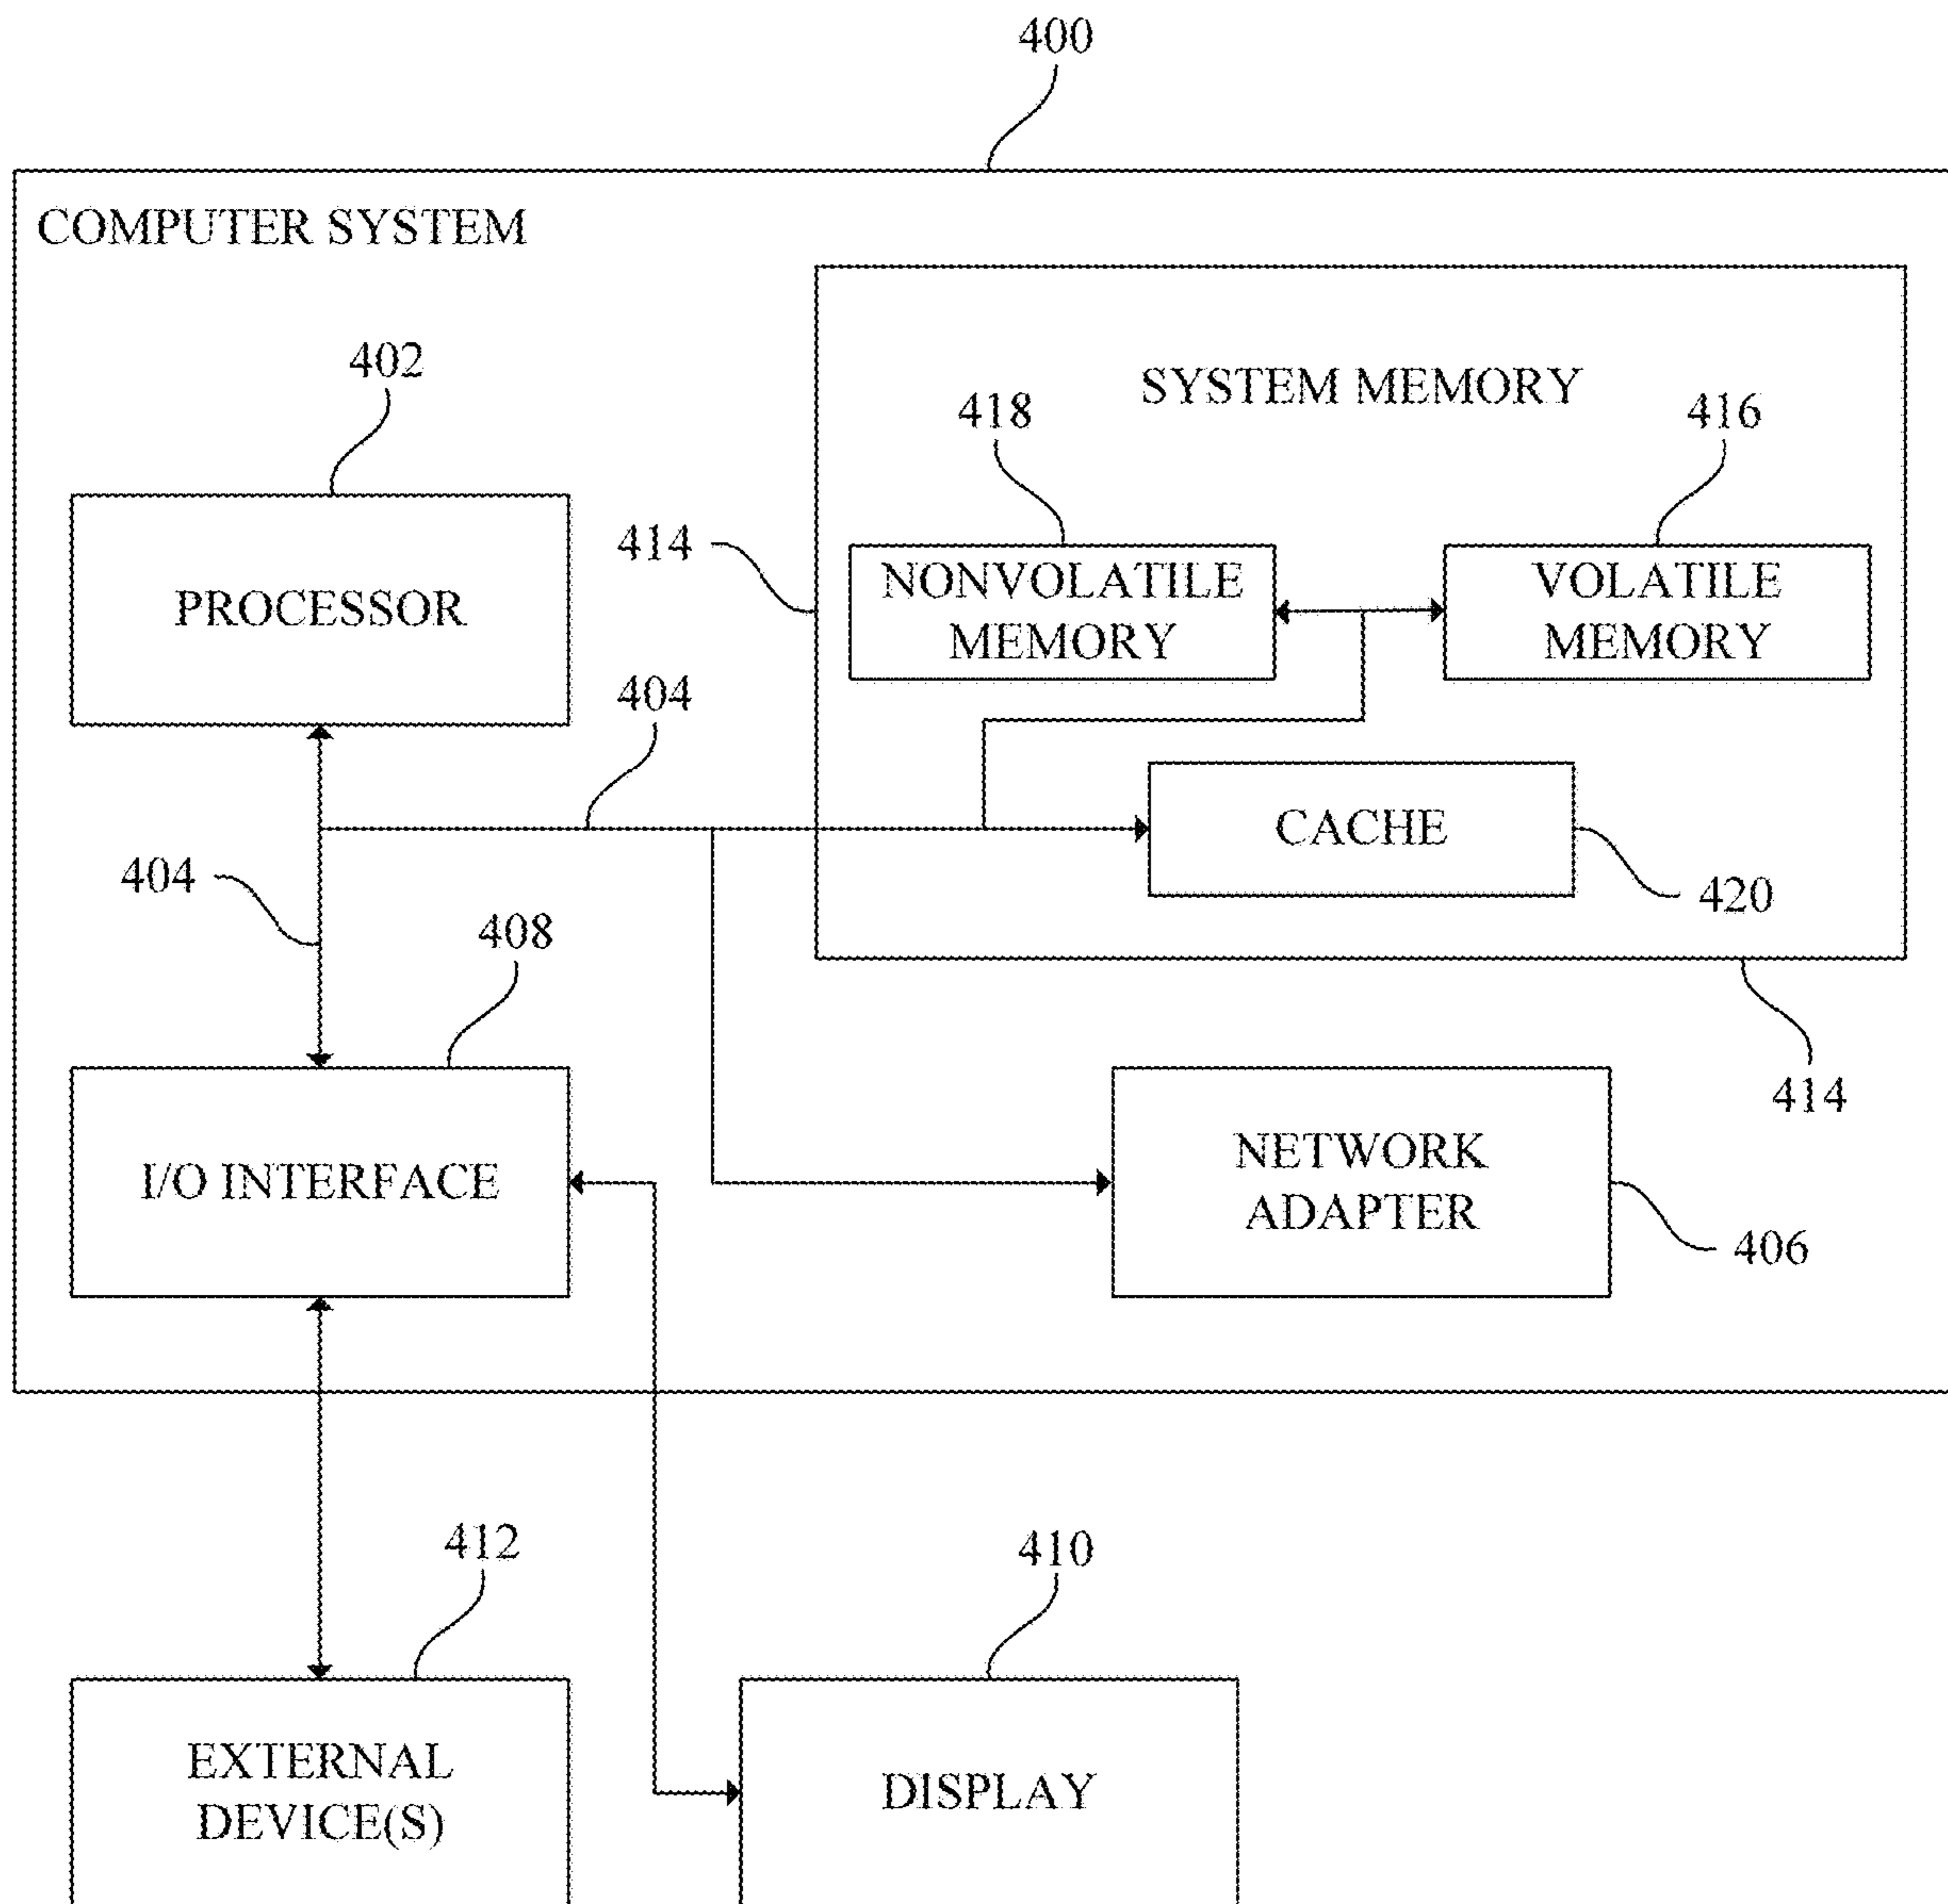 400
COMPUTER SYSTEM
402
SYSTEM MEMORY
418
416
414
NONVOLATILE
MEMORY
VOLATILE
MEMORY
PROCESSOR
404
CACHE
404
420
408
414
I/O INTERFACE
NETWORK
ADAPTER
406
412
410
EXTERNAL
DEVICE(S)
DISPLAY